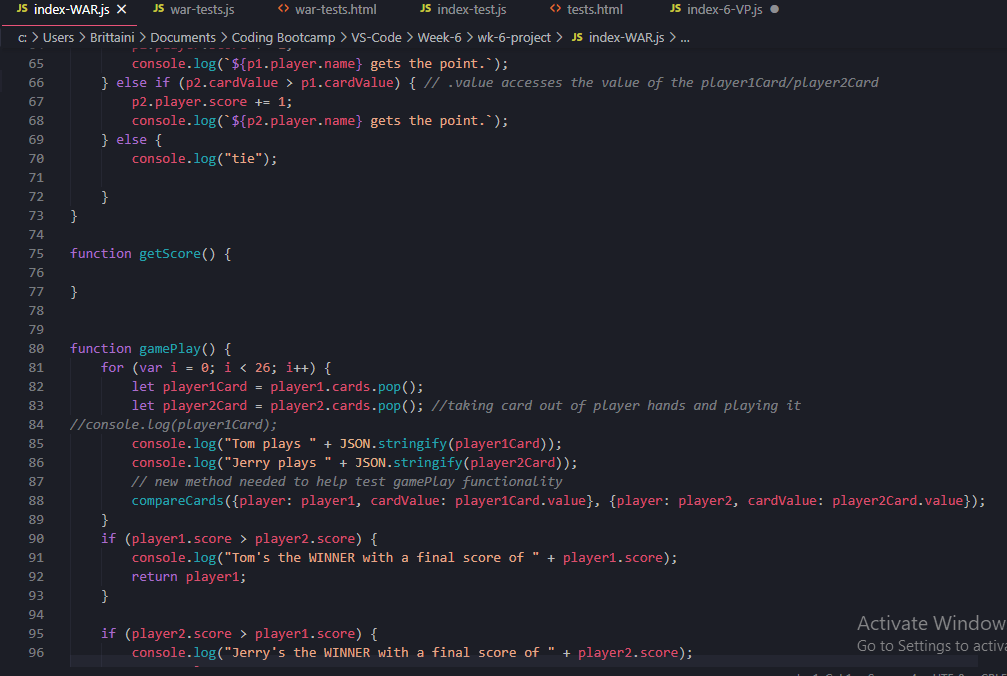 JS index-WAR.js × JS war-tests.js <> war-tests.html JS index-test.js <> tests.html JS index-6-VP.js ●
c: > Users > Brittaini > Documents > Coding Bootcamp > VS-Code > Week-6 > wk-6-project > JS index-WAR.js > ...
65 console.log(`${p1.player.name} gets the point.`);
66 } else if (p2.cardValue > p1.cardValue) { // .value accesses the value of the player1Card/player2Card
67 p2.player.score += 1;
68 console.log(`${p2.player.name} gets the point.`);
69 } else {
70 console.log("tie");
71
72 }
73 }
74
75 function getScore() {
76
77 }
78
79
80 function gamePlay() {
81 for (var i = 0; i < 26; i++) {
82 let player1Card = player1.cards.pop();
83 let player2Card = player2.cards.pop(); //taking card out of player hands and playing it
84 //console.log(player1Card);
85 console.log("Tom plays " + JSON.stringify(player1Card));
86 console.log("Jerry plays " + JSON.stringify(player2Card));
87 // new method needed to help test gamePlay functionality
88 compareCards({player: player1, cardValue: player1Card.value}, {player: player2, cardValue: player2Card.value});
89 }
90 if (player1.score > player2.score) {
91 console.log("Tom's the WINNER with a final score of " + player1.score);
92 return player1;
93 }
94
95 if (player2.score > player1.score) {
96 console.log("Jerry's the WINNER with a final score of " + player2.score);
Activate Window
Go to Settings to activa